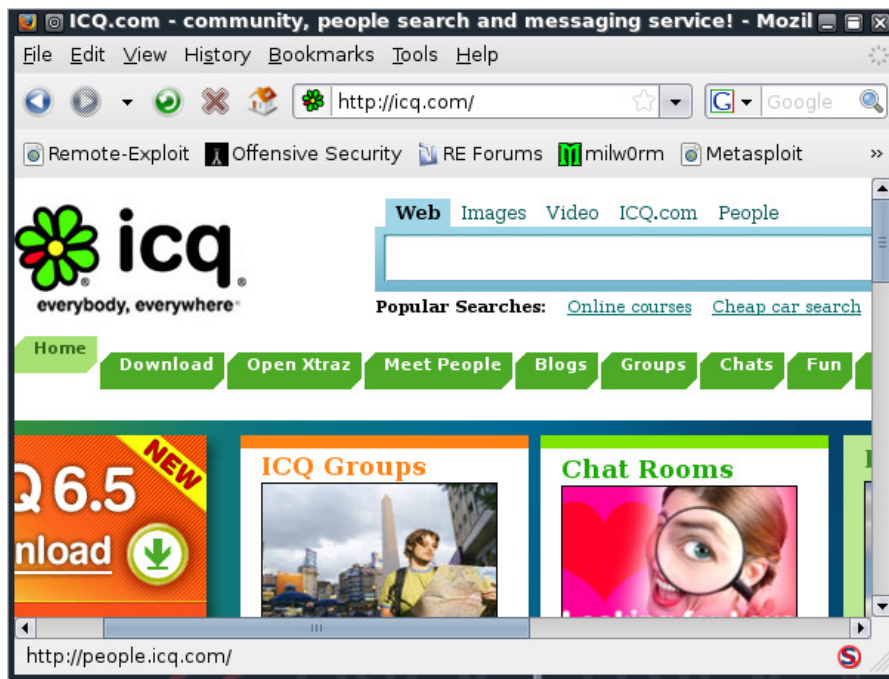 ICQ.com - community, people search and messaging service! - Mozil
File Edit View History Bookmarks Tools Help
http://icq.com/ G Google
Remote-Exploit Offensive Security RE Forums milw0rm Metasploit »
icq
everybody, everywhere
Web Images Video ICQ.com People
Popular Searches: Online courses Cheap car search
Home
Download Open Xtraz Meet People Blogs Groups Chats Fun
NEW
Q 6.5
nload
ICQ Groups
Chat Rooms
http://people.icq.com/ S